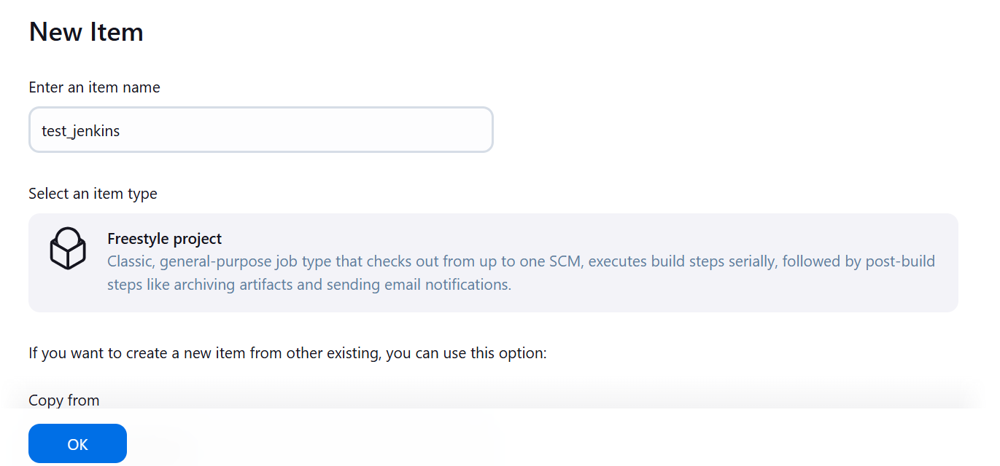 New Item
Enter an item name
test_jenkins
Select an item type
Freestyle project
Classic, general-purpose job type that checks out from up to one SCM, executes build steps serially, followed by post-build
steps like archiving artifacts and sending email notifications.
If you want to create a new item from other existing, you can use this option:
Copy from
OK